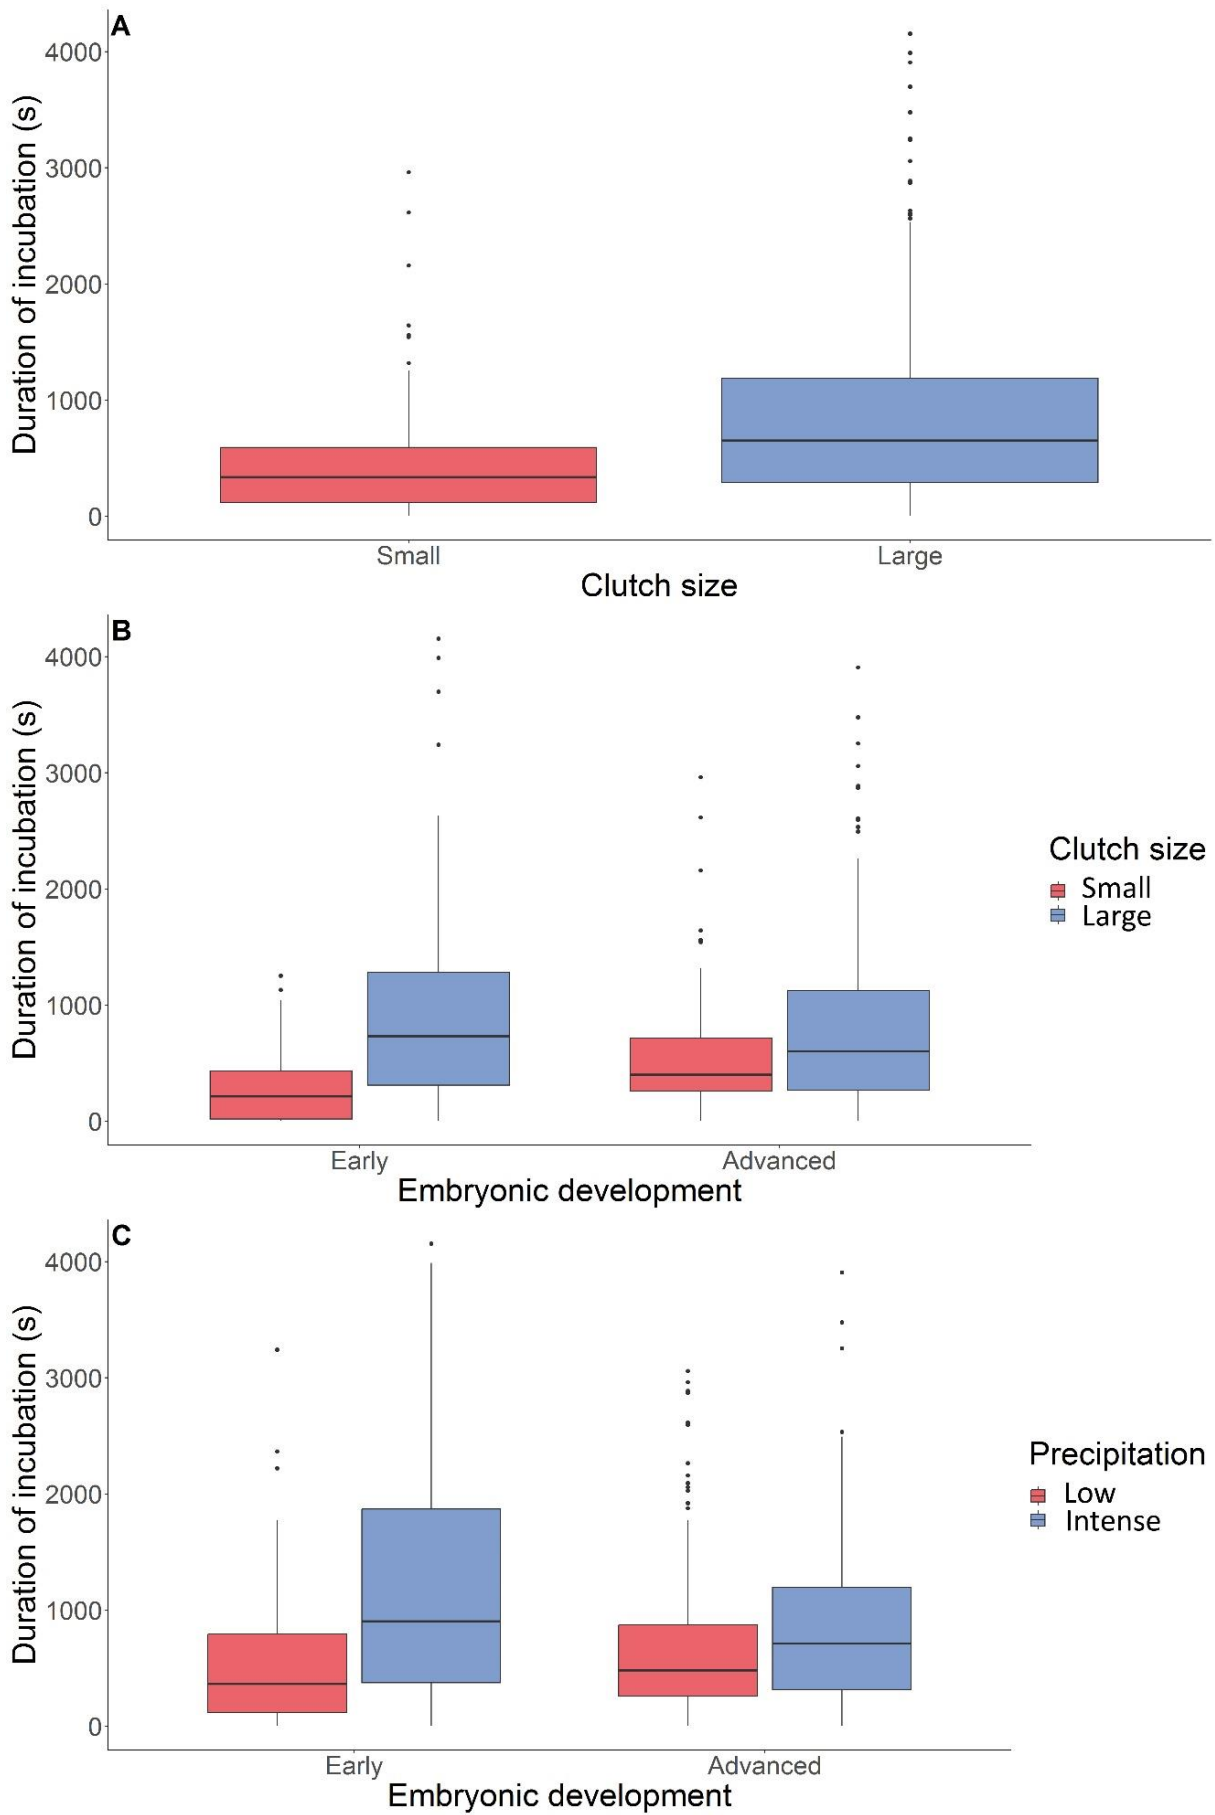 A
Duration of incubation (s)
4000
3000
2000
1000
0
Small Large
Clutch size
B
Duration of incubation (s)
4000
3000
2000
1000
0
Early Advanced
Embryonic development
Clutch size
Small
Large
C
Duration of incubation (s)
4000
3000
2000
1000
0
Early Advanced
Embryonic development
Precipitation
Low
Intense